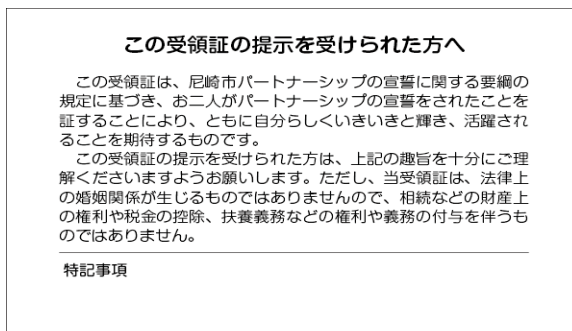 この受領証の提示を受けられた方へ
　この受領証は、尼崎市パートナーシップの宣誓に関する要綱の
規定に基づき、お二人がパートナーシップの宣誓をされたことを
証することにより、ともに自分らしくいきいきと輝き、活躍され
ることを期待するものです。
　この受領証の提示を受けられた方は、上記の趣旨を十分にご理
解くださいますようお願いします。ただし、当受領証は、法律上
の婚姻関係が生じるものではありませんので、相続などの財産上
の権利や税金の控除、扶養義務などの権利や義務の付与を伴うも
のではありません。
特記事項